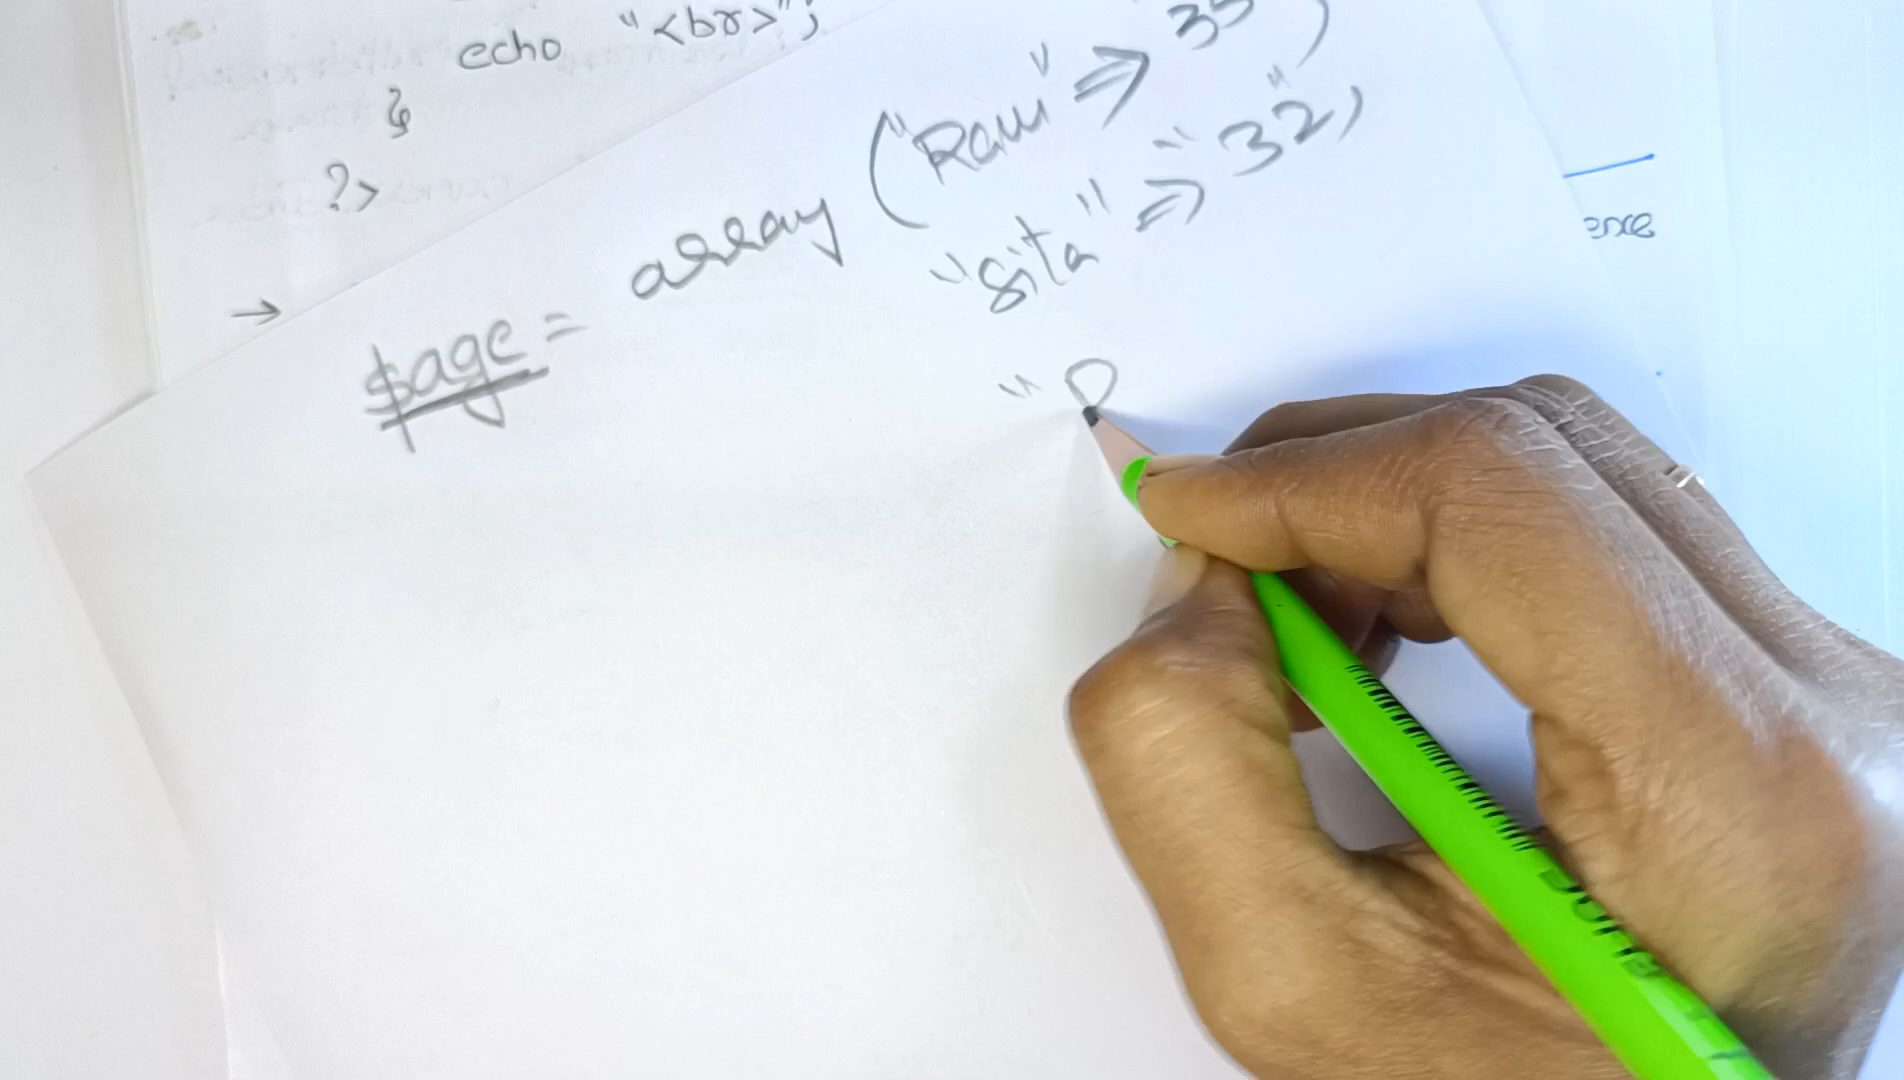 echo "<br>";
}
?>
→
$age = array ("Ram" => 35,
"Sita" => "32",
"